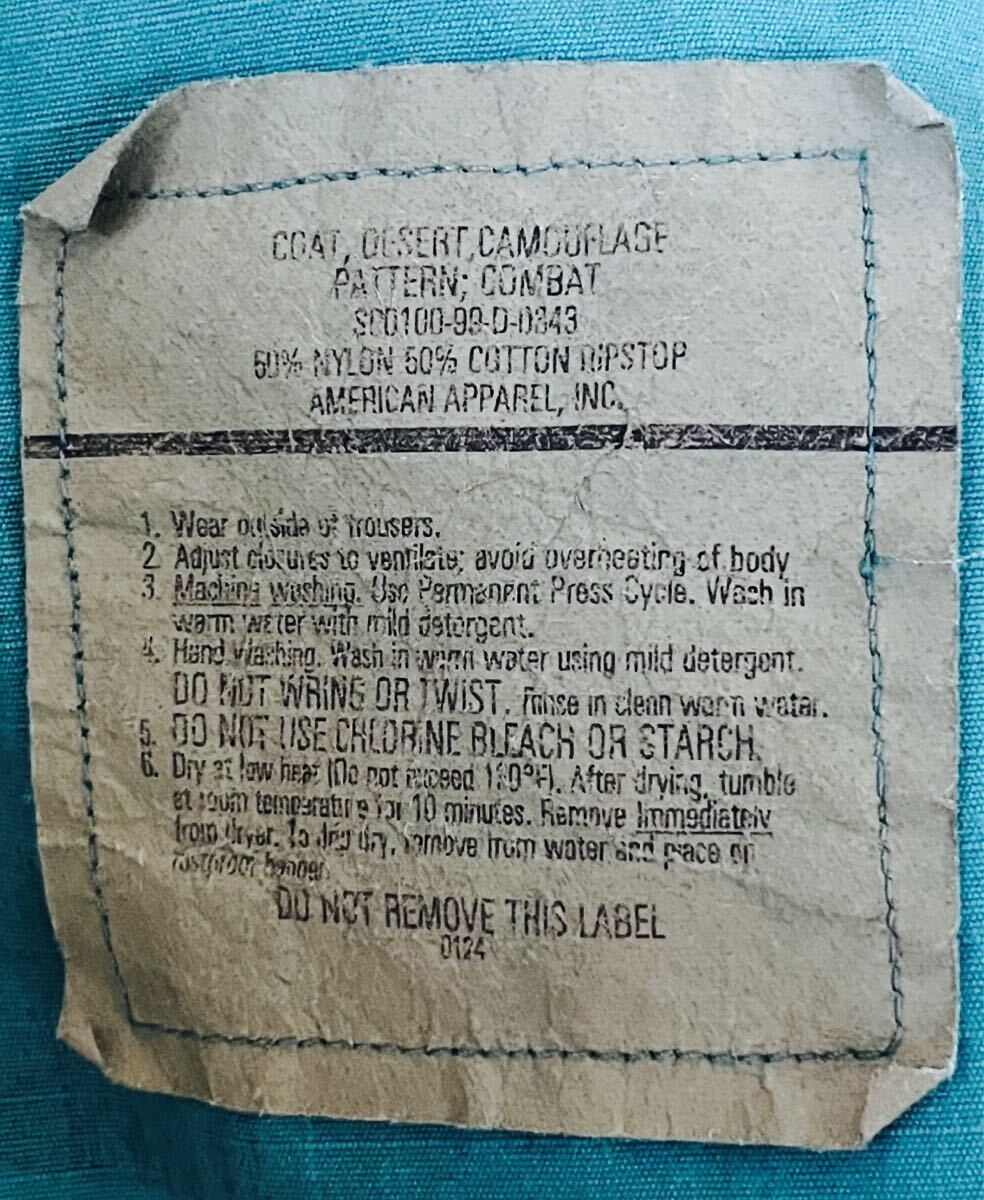 COAT, DESERT, CAMOUFLAGE
PATTERN; COMBAT
SPO100-99-D-0343
50% NYLON 50% COTTON RIPSTOP
AMERICAN APPAREL, INC.
1. Wear outside of trousers.
2. Adjust closures to ventilate; avoid overheeting of body
3. Machine washing. Use Permanent Press Cycle. Wash in
warm water with mild detergent.
4. Hand Washing. Wash in warm water using mild detergent.
DO NOT WRING OR TWIST. Rinse in clean warm water.
5. DO NOT USE CHLORINE BLEACH OR STARCH.
6. Dry at low heat (Do not exceed). After drying, tumble
at room temperature for 10 minutes. Remove immediately
from dryer. To drip dry, remove from water and place on
rustproof hanger.
DO NOT REMOVE THIS LABEL
0124